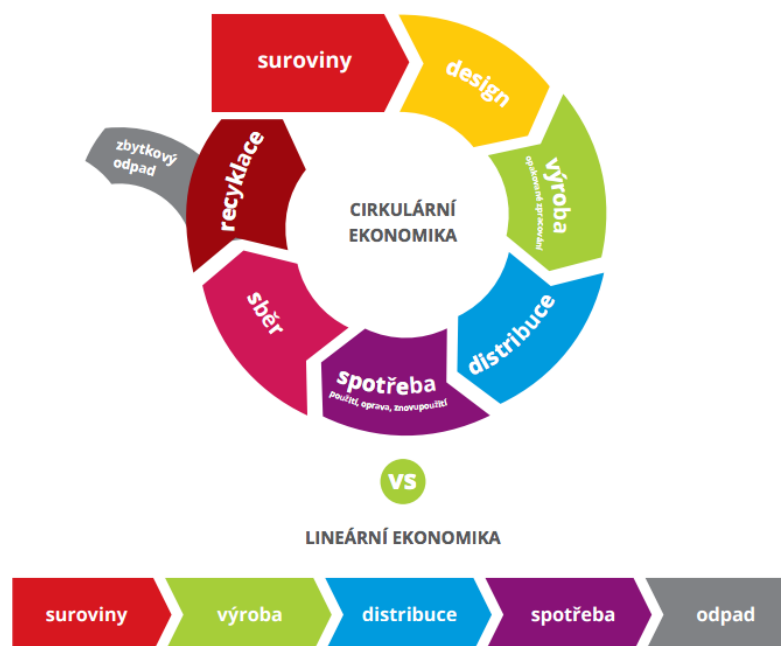 suroviny
design
výroba
opakované zpracování
distribuce
spotřeba
použití, oprava, znovupoužití
sběr
recyklace
zbytkový
odpad
CIRKULÁRNÍ
EKONOMIKA
vs
LINEÁRNÍ EKONOMIKA
suroviny
výroba
distribuce
spotřeba
odpad